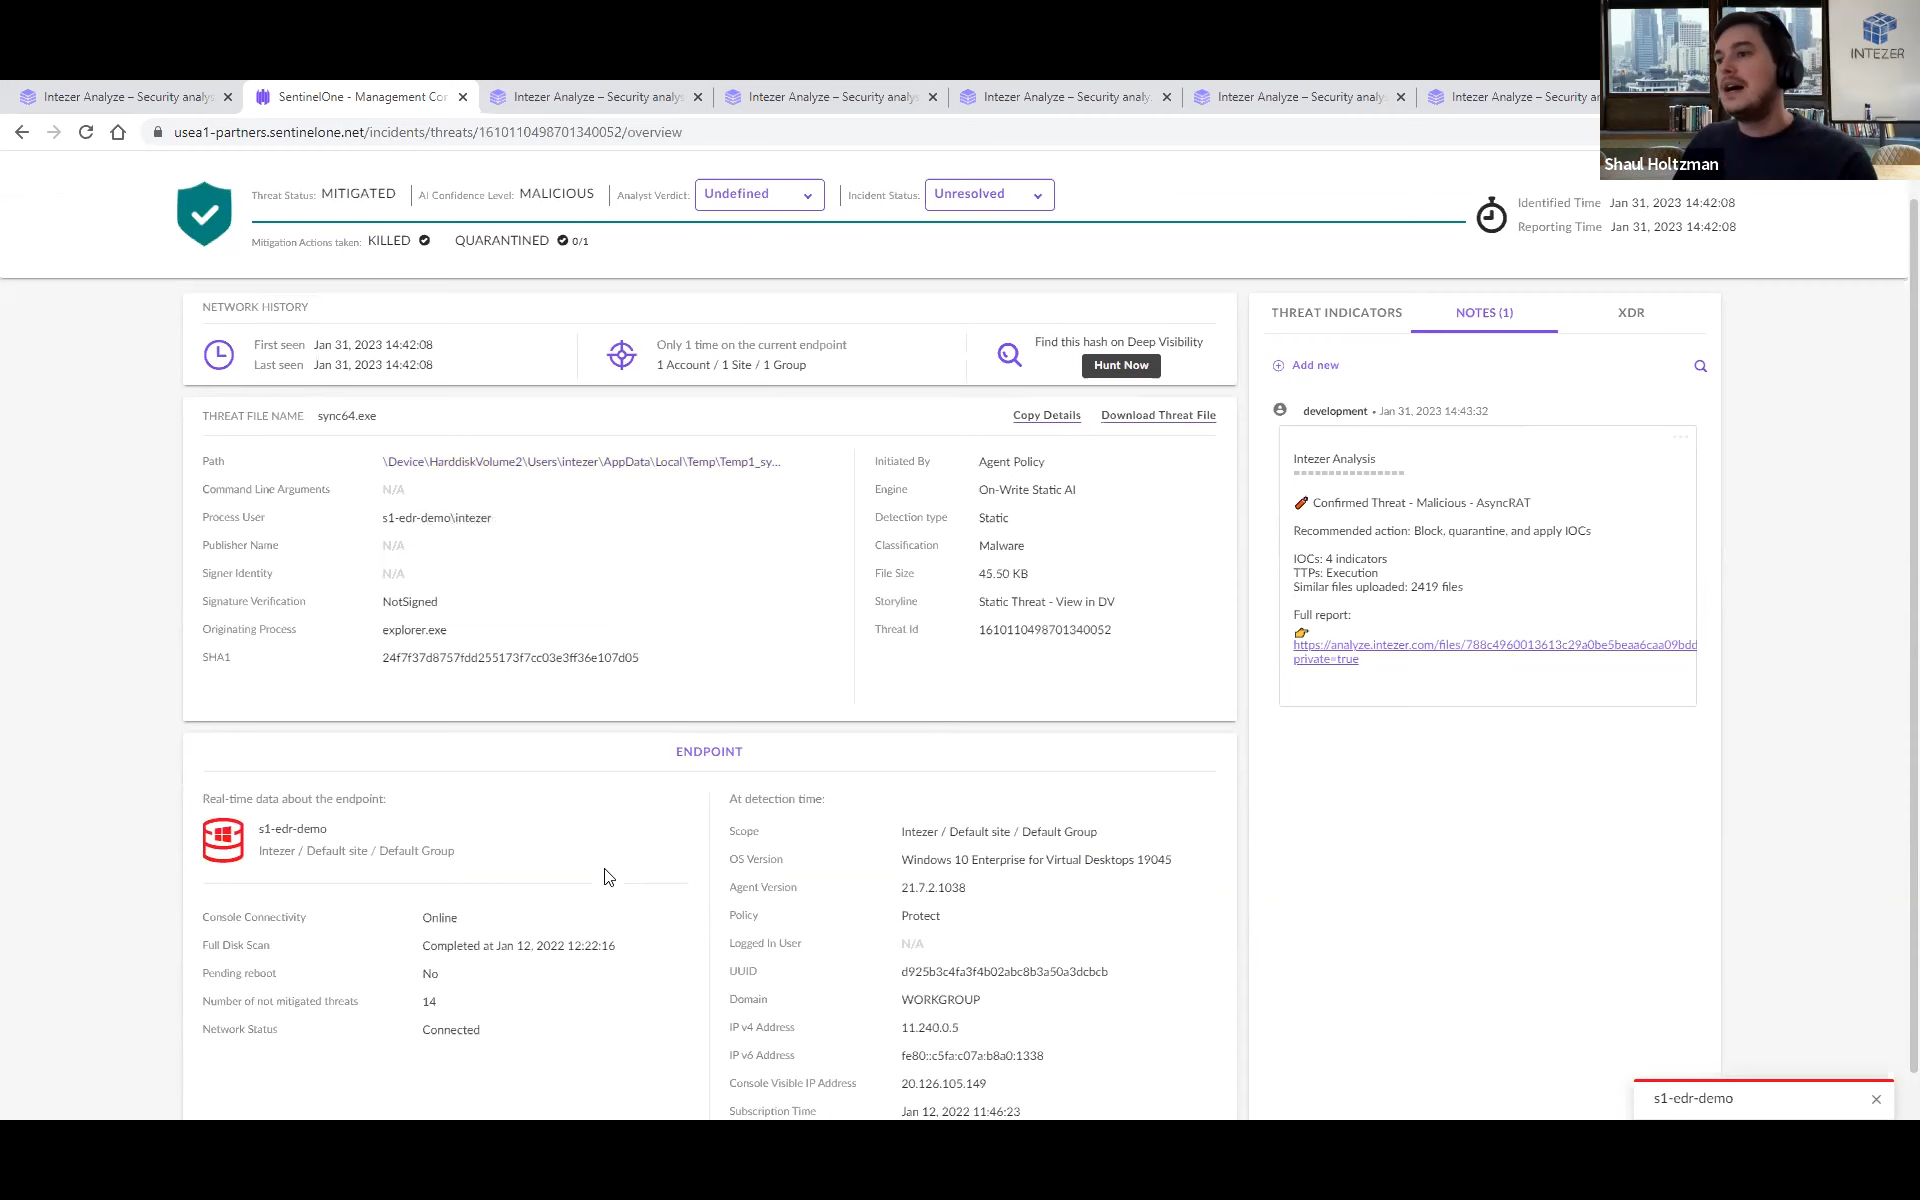 INTEZER
Shaul Holtzman
Intezer Analyze – Security analys
SentinelOne - Management Cor
Intezer Analyze – Security analys
Intezer Analyze – Security analys
Intezer Analyze – Security analy.
Intezer Analyze – Security analys
Intezer Analyze – Security an
usea1-partners.sentinelone.net/incidents/threats/1610110498701340052/overview
Threat Status: MITIGATED
AI Confidence Level: MALICIOUS
Analyst Verdict: Undefined
Incident Status: Unresolved
Mitigation Actions taken: KILLED QUARANTINED 0/1
Identified Time Jan 31, 2023 14:42:08
Reporting Time Jan 31, 2023 14:42:08
NETWORK HISTORY
First seen Jan 31, 2023 14:42:08
Last seen Jan 31, 2023 14:42:08
Only 1 time on the current endpoint
1 Account / 1 Site / 1 Group
Find this hash on Deep Visibility
Hunt Now
THREAT FILE NAME sync64.exe
Copy Details
Download Threat File
Path \Device\HarddiskVolume2\Users\intezer\AppData\Local\Temp\Temp1_sy...
Command Line Arguments N/A
Process User s1-edr-demo\intezer
Publisher Name N/A
Signer Identity N/A
Signature Verification NotSigned
Originating Process explorer.exe
SHA1 24f7f37d8757fdd255173f7cc03e3ff36e107d05
Initiated By Agent Policy
Engine On-Write Static AI
Detection type Static
Classification Malware
File Size 45.50 KB
Storyline Static Threat - View in DV
Threat Id 1610110498701340052
ENDPOINT
Real-time data about the endpoint:
s1-edr-demo
Intezer / Default site / Default Group
Console Connectivity Online
Full Disk Scan Completed at Jan 12, 2022 12:22:16
Pending reboot No
Number of not mitigated threats 14
Network Status Connected
At detection time:
Scope Intezer / Default site / Default Group
OS Version Windows 10 Enterprise for Virtual Desktops 19045
Agent Version 21.7.2.1038
Policy Protect
Logged In User N/A
UUID d925b3c4fa3f4b02abc8b3a50a3dcbcb
Domain WORKGROUP
IP v4 Address 11.240.0.5
IP v6 Address fe80::c5fa:c07a:b8a0:1338
Console Visible IP Address 20.126.105.149
Subscription Time Jan 12, 2022 11:46:23
THREAT INDICATORS
NOTES (1)
XDR
Add new
development • Jan 31, 2023 14:43:32
Intezer Analysis
=================
Confirmed Threat - Malicious - AsyncRAT
Recommended action: Block, quarantine, and apply IOCs
IOCs: 4 indicators
TTPs: Execution
Similar files uploaded: 2419 files
Full report:
https://analyze.intezer.com/files/788c4960013613c29a0be5beaa6caa09bdd
private=true
s1-edr-demo